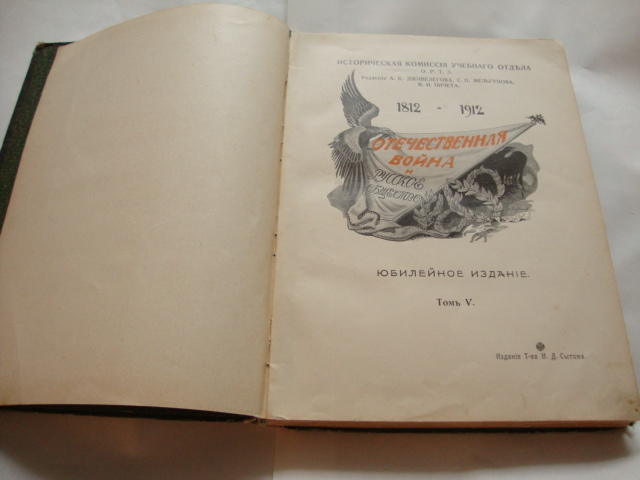 ИСТОРИЧЕСКАЯ КОМИССІЯ УЧЕБНАГО ОТДѢЛА
О. Р. Т. З.
Редакція А. К. ДЖИВЕЛЕГОВА, С. П. МЕЛЬГУНОВА,
В. И. ПИЧЕТА.
1812 - 1912
ОТЕЧЕСТВЕННАЯ
ВОЙНА
И
РУССКОЕ
ОБЩЕСТВО
ЮБИЛЕЙНОЕ ИЗДАНІЕ.
Томъ V.
Изданіе Т-ва И. Д. Сытина.